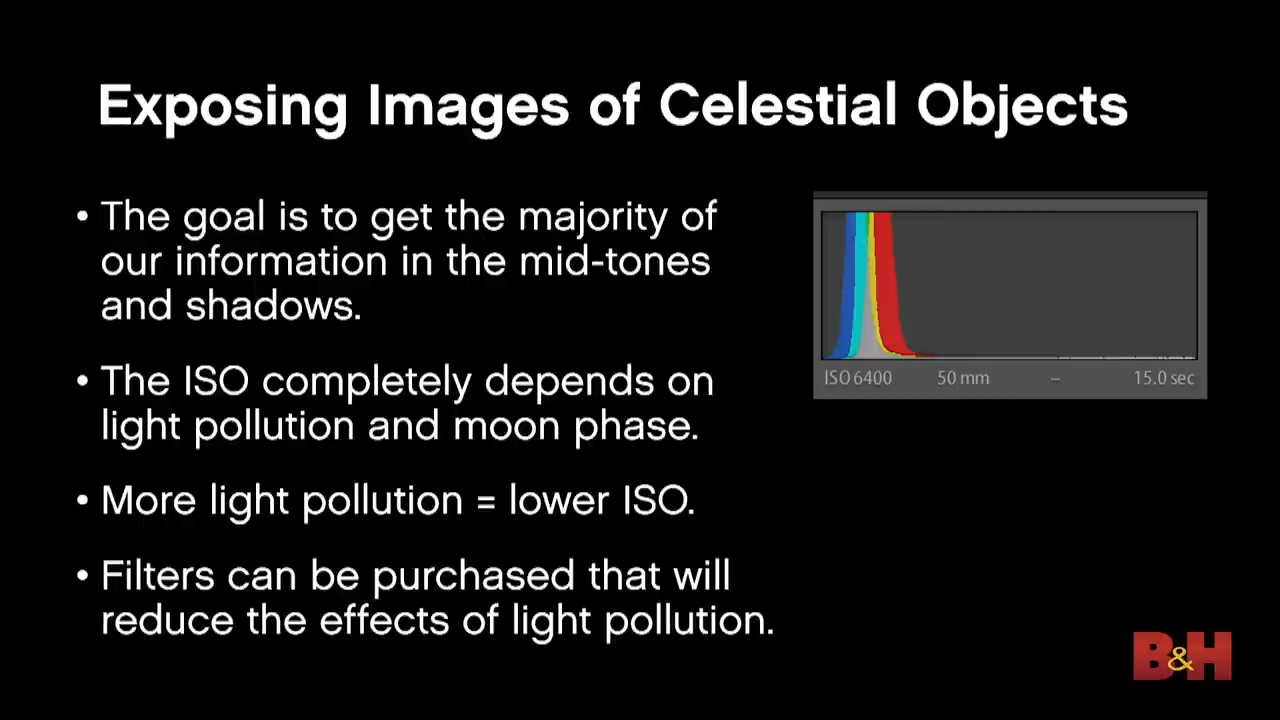 Exposing Images of Celestial Objects
• The goal is to get the majority of
our information in the mid-tones
and shadows.
• The ISO completely depends on
light pollution and moon phase.
• More light pollution = lower ISO.
• Filters can be purchased that will
reduce the effects of light pollution.
ISO 6400 50 mm – 15.0 sec
B&H